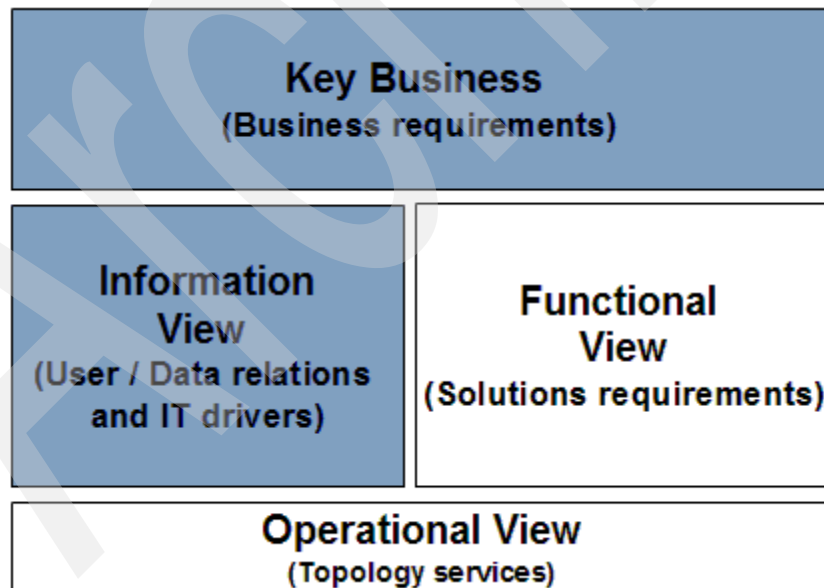 Key Business
(Business requirements)
Information
View
(User / Data relations
and IT drivers)
Functional
View
(Solutions requirements)
Operational View
(Topology services)